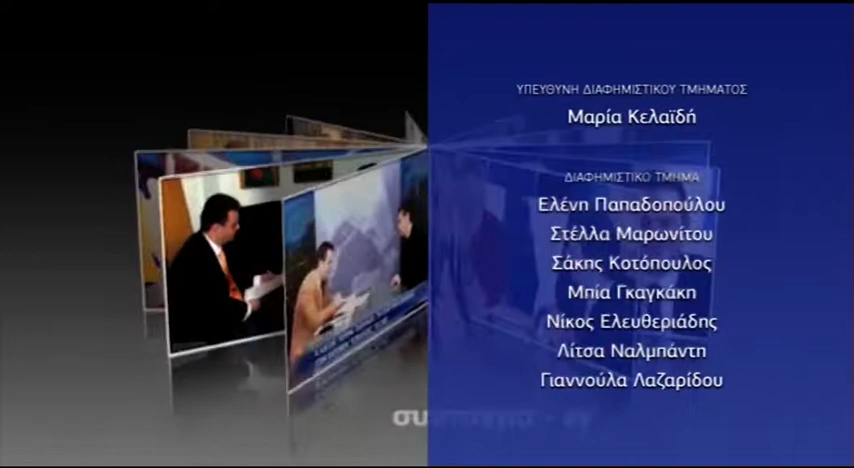 ΥΠΕΥΘΥΝΗ ΔΙΑΦΗΜΙΣΤΙΚΟΥ ΤΜΗΜΑΤΟΣ
Μαρία Κελαϊδή
ΔΙΑΦΗΜΙΣΤΙΚΟ ΤΜΗΜΑ
Ελένη Παπαδοπούλου
Στέλλα Μαρωνίτου
Σάκης Κοτόπουλος
Μπία Γκαγκάκη
Νίκος Ελευθεριάδης
Λίτσα Ναλμπάντη
Γιαννούλα Λαζαρίδου